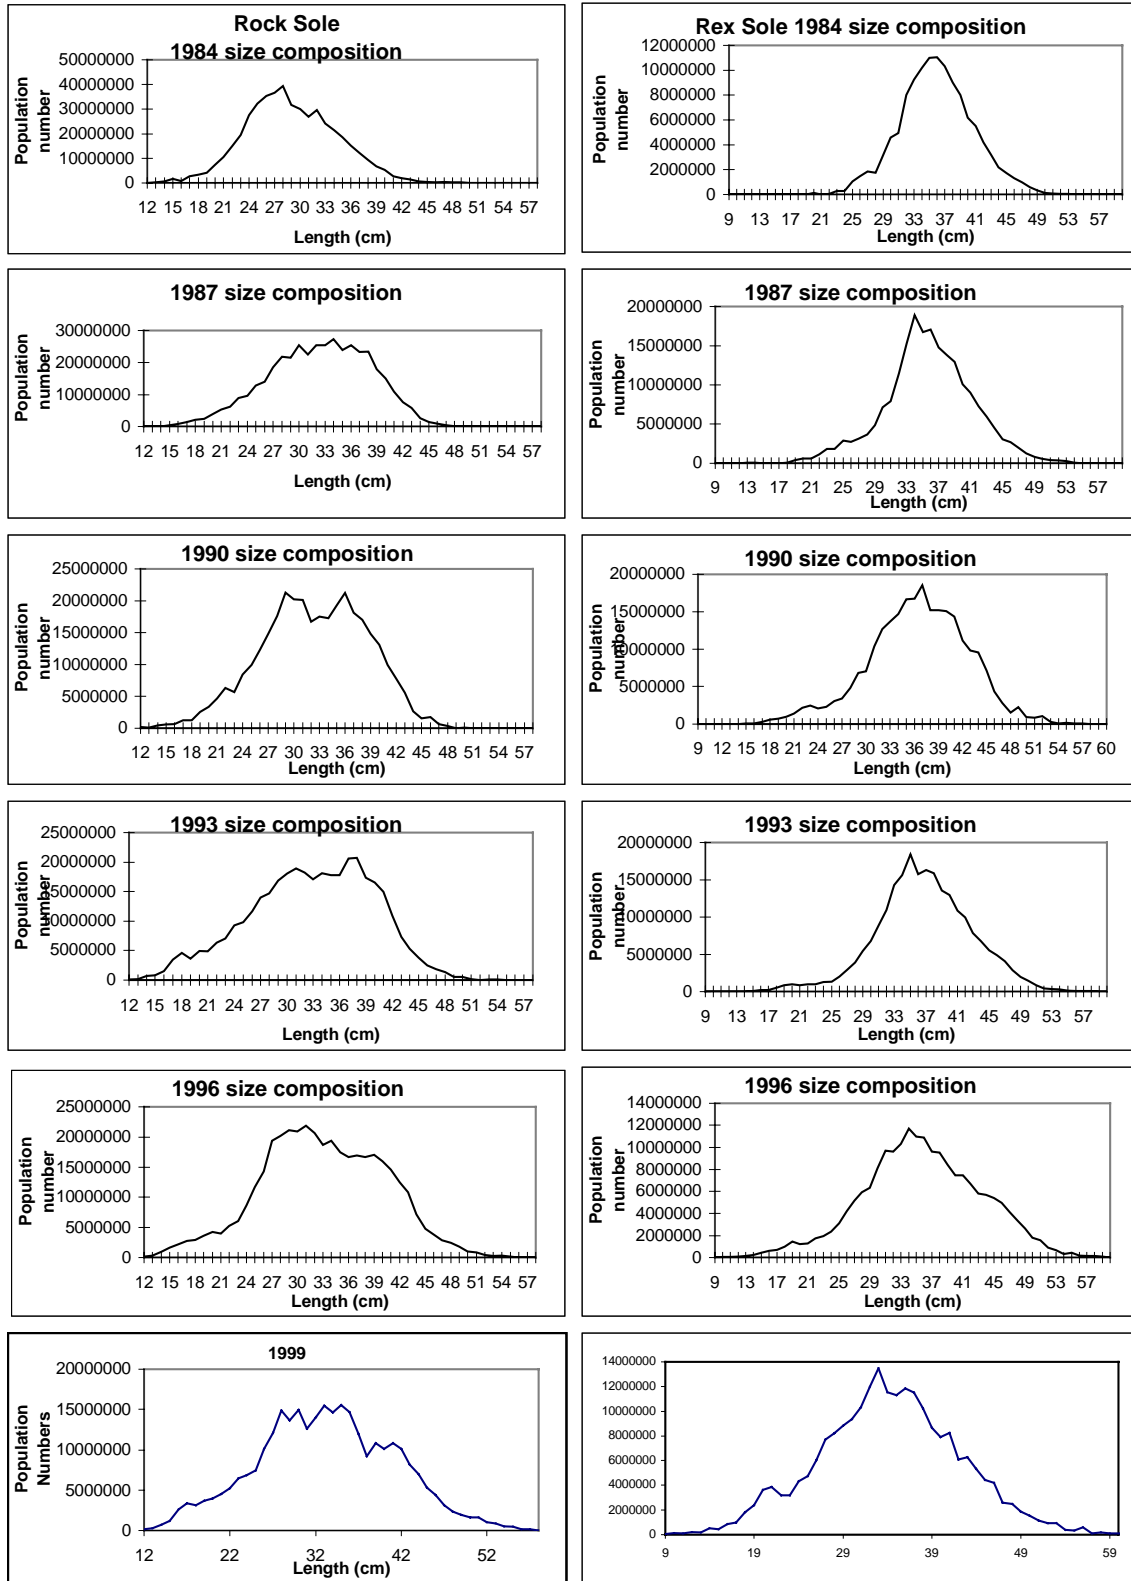 Rock Sole
1984 size composition
50000000
40000000
30000000
20000000
10000000
0
Population
number
12 15 18 21 24 27 30 33 36 39 42 45 48 51 54 57
Length (cm)
Rex Sole 1984 size composition
12000000
10000000
8000000
6000000
4000000
2000000
0
Population
number
9 13 17 21 25 29 33 37 41 45 49 53 57
Length (cm)
1987 size composition
30000000
20000000
10000000
0
Population
number
12 15 18 21 24 27 30 33 36 39 42 45 48 51 54 57
Length (cm)
1987 size composition
20000000
15000000
10000000
5000000
0
Population
number
9 13 17 21 25 29 33 37 41 45 49 53 57
Length (cm)
1990 size composition
25000000
20000000
15000000
10000000
5000000
0
Population
number
12 15 18 21 24 27 30 33 36 39 42 45 48 51 54 57
Length (cm)
1990 size composition
20000000
15000000
10000000
5000000
0
Population
number
9 12 15 18 21 24 27 30 33 36 39 42 45 48 51 54 57 60
Length (cm)
1993 size composition
25000000
20000000
15000000
10000000
5000000
0
Population
number
12 15 18 21 24 27 30 33 36 39 42 45 48 51 54 57
Length (cm)
1993 size composition
20000000
15000000
10000000
5000000
0
Population
number
9 13 17 21 25 29 33 37 41 45 49 53 57
Length (cm)
1996 size composition
25000000
20000000
15000000
10000000
5000000
0
Population
number
12 15 18 21 24 27 30 33 36 39 42 45 48 51 54 57
Length (cm)
1996 size composition
14000000
12000000
10000000
8000000
6000000
4000000
2000000
0
Population
number
9 13 17 21 25 29 33 37 41 45 49 53 57
Length (cm)
1999
20000000
15000000
10000000
5000000
0
Population
Numbers
12 22 32 42 52
Length (cm)
14000000
12000000
10000000
8000000
6000000
4000000
2000000
0
9 19 29 39 49 59